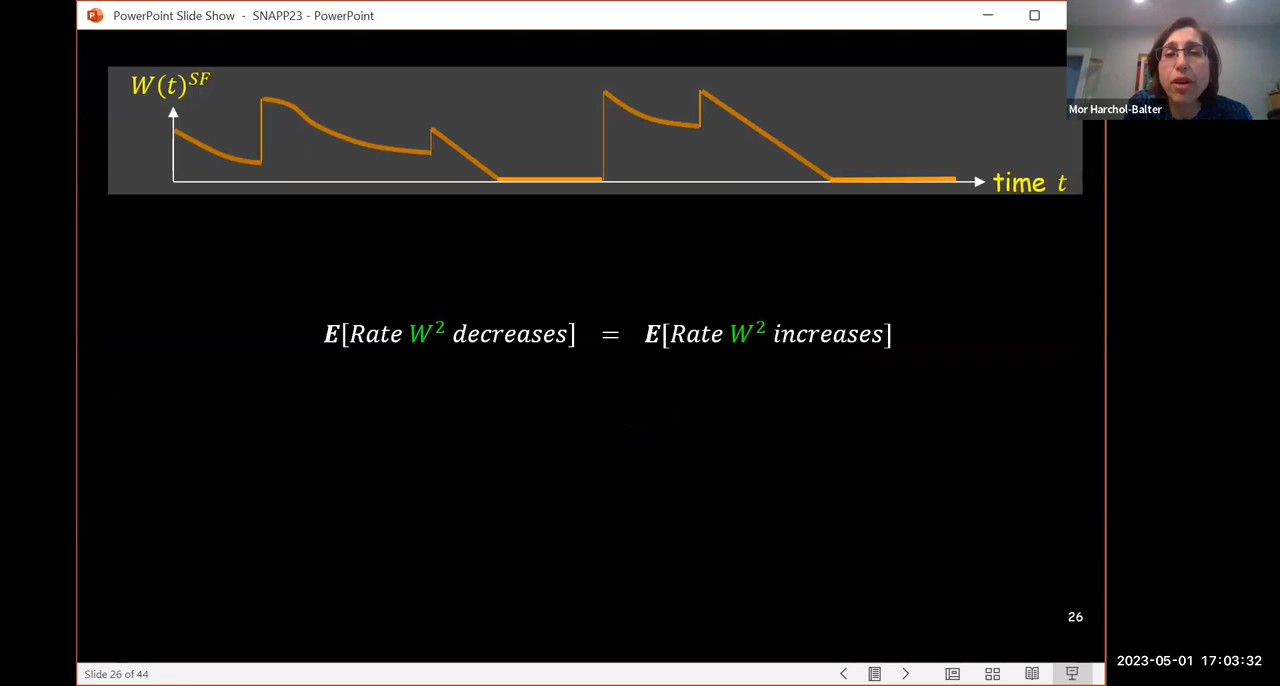 PowerPoint Slide Show - SNAPP23 - PowerPoint
Mor Harchol-Balter
W(t)^SF
time t
E[Rate W² decreases] = E[Rate W² increases]
26
2023-05-01 17:03:32
Slide 26 of 44